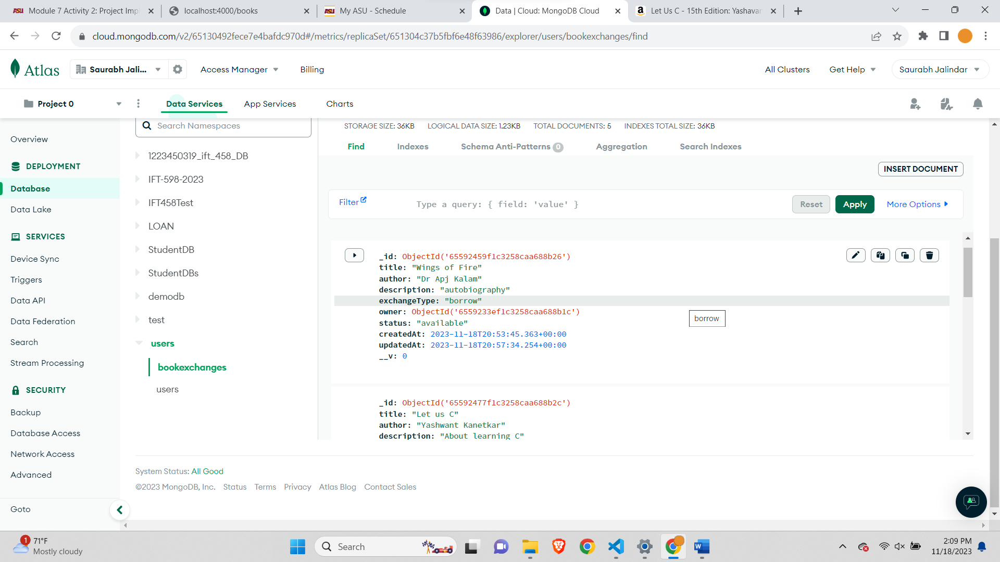 Module 7 Activity 2: Project Impl
localhost:4000/books
My ASU - Schedule
Data | Cloud: MongoDB Cloud
Let Us C - 15th Edition: Yashavan
cloud.mongodb.com/v2/65130492fece7e4bafdc970d#/metrics/replicaSet/651304c37b5fbf6e48f63986/explorer/users/bookexchanges/find
Atlas
Saurabh Jali...
Access Manager
Billing
All Clusters
Get Help
Saurabh Jalindar
Project 0
Data Services
App Services
Charts
Overview
DEPLOYMENT
Database
Data Lake
SERVICES
Device Sync
Triggers
Data API
Data Federation
Search
Stream Processing
SECURITY
Backup
Database Access
Network Access
Advanced
Goto
Search Namespaces
1223450319_ift_458_DB
IFT-598-2023
IFT458Test
LOAN
StudentDB
StudentDBs
demodb
test
users
bookexchanges
users
STORAGE SIZE: 36KB LOGICAL DATA SIZE: 1.23KB TOTAL DOCUMENTS: 5 INDEXES TOTAL SIZE: 36KB
Find Indexes Schema Anti-Patterns 0 Aggregation Search Indexes
INSERT DOCUMENT
Filter Type a query: { field: 'value' } Reset Apply More Options
_id: ObjectId('65592459f1c3258caa688b26')
title: "Wings of Fire"
author: "Dr Apj Kalam"
description: "autobiography"
exchangeType: "borrow"
owner: ObjectId('6559233ef1c3258caa688b1c')
borrow
status: "available"
createdAt: 2023-11-18T20:53:45.363+00:00
updatedAt: 2023-11-18T20:57:34.254+00:00
__v: 0
_id: ObjectId('65592477f1c3258caa688b2c')
title: "Let us C"
author: "Yashwant Kanetkar"
description: "About learning C"
System Status: All Good
©2023 MongoDB, Inc. Status Terms Privacy Atlas Blog Contact Sales
1
71°F
Mostly cloudy
Search
2:09 PM
11/18/2023